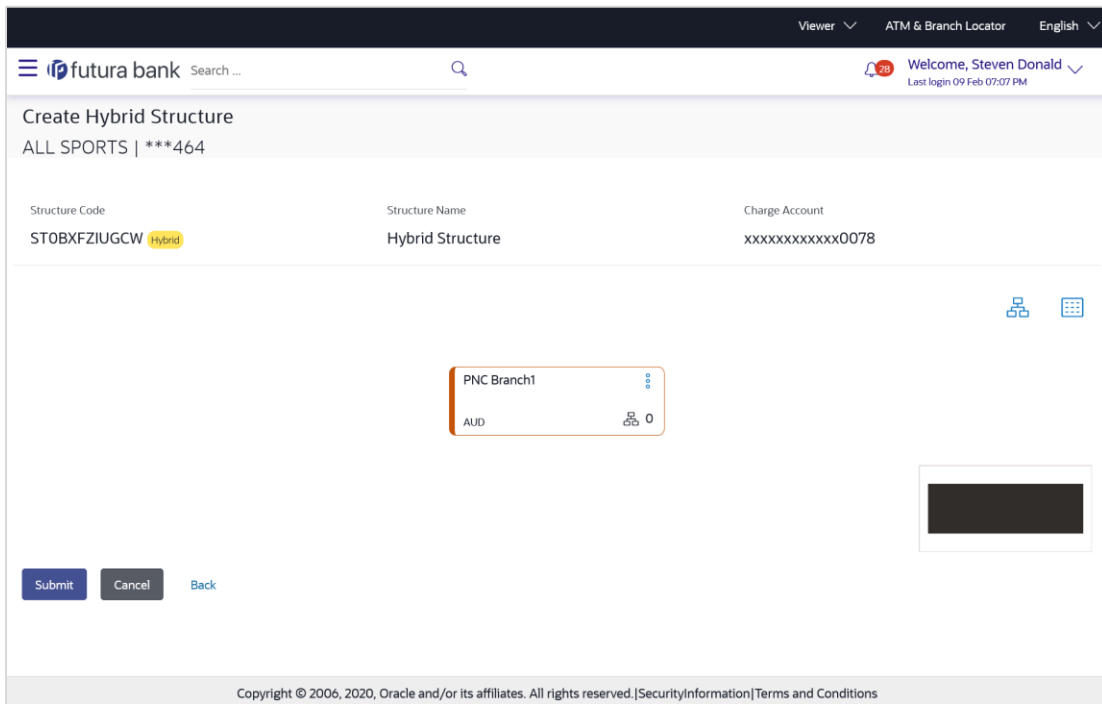 Viewer ATM & Branch Locator English
futura bank Search ... 28 Welcome, Steven Donald
Last login 09 Feb 07:07 PM
Create Hybrid Structure
ALL SPORTS | ***464
Structure Code Structure Name Charge Account
ST0BXFZIUGCW Hybrid Hybrid Structure xxxxxxxxxxxx0078
PNC Branch1
AUD 0
Submit Cancel Back
Copyright © 2006, 2020, Oracle and/or its affiliates. All rights reserved.|SecurityInformation|Terms and Conditions